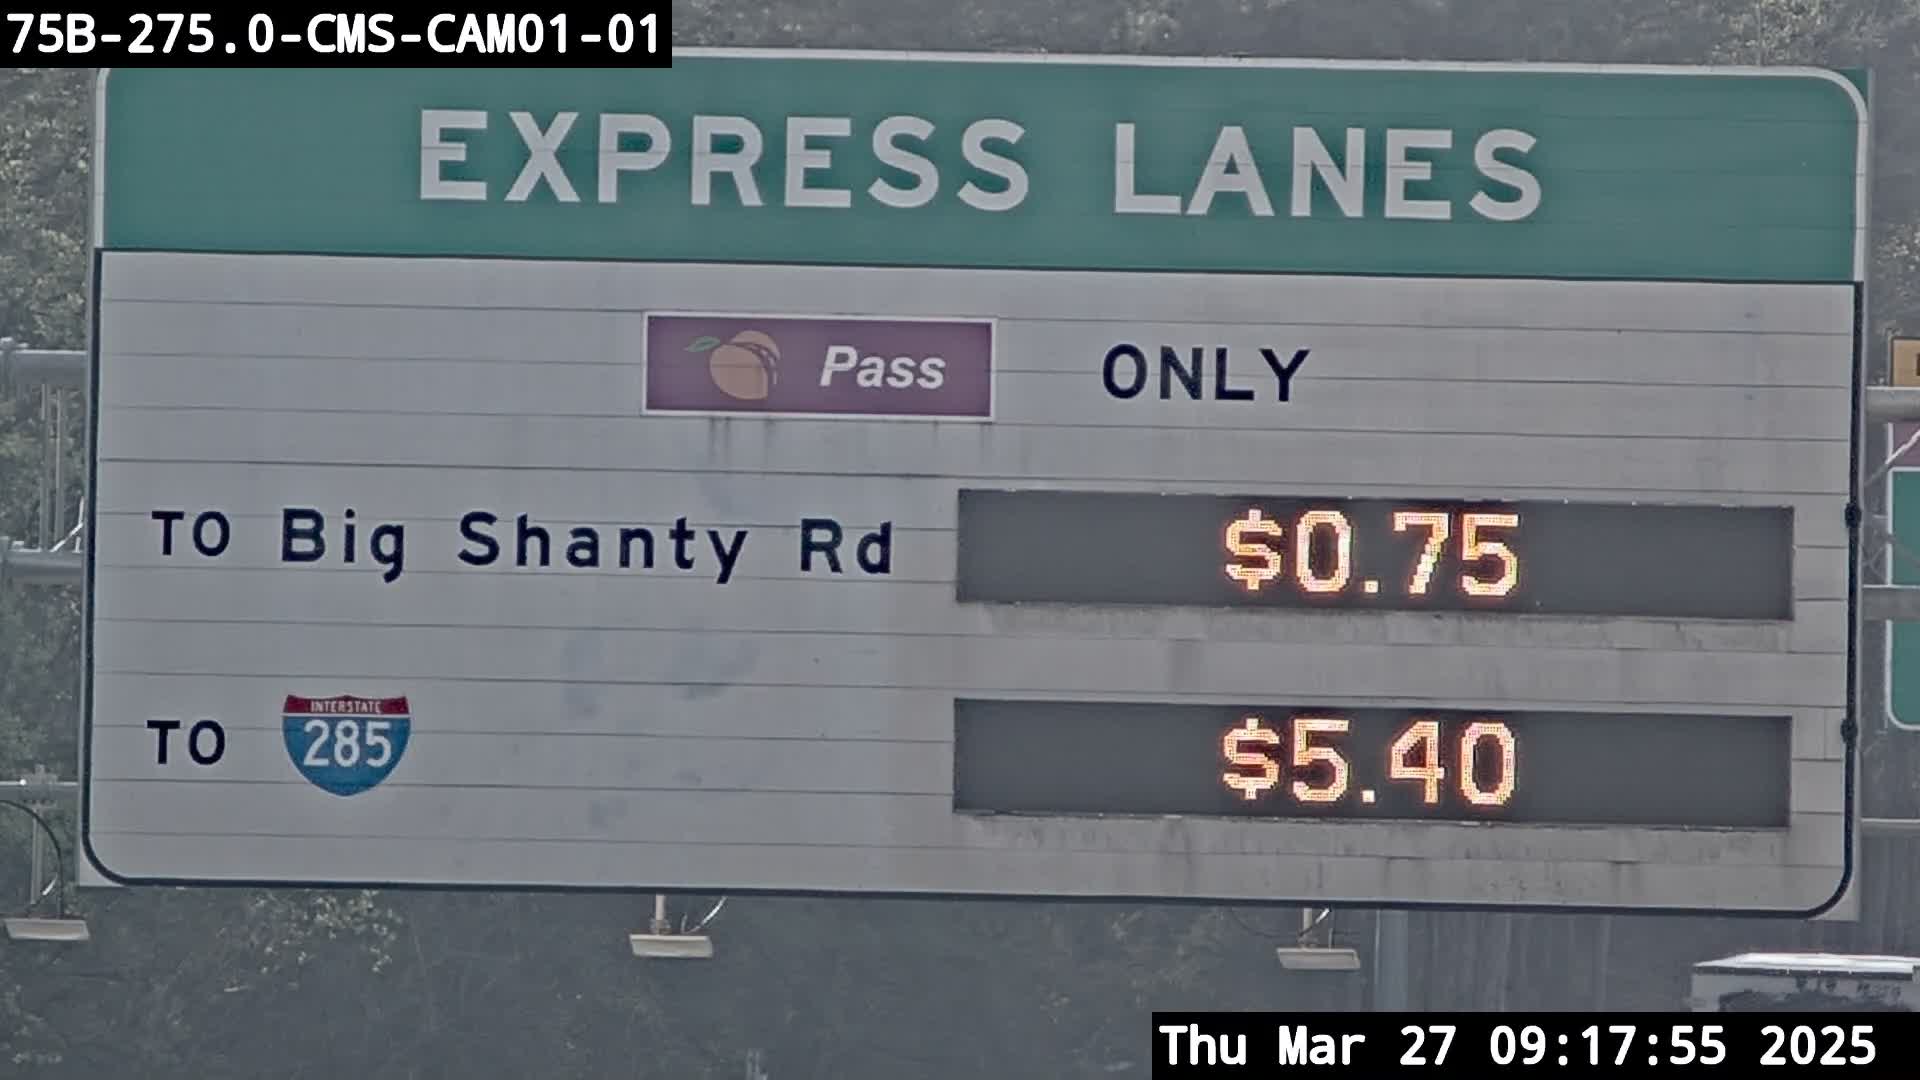 75B-275.0-CMS-CAM01-01
EXPRESS LANES
Pass ONLY
TO Big Shanty Rd $0.75
TO INTERSTATE 285 $5.40
Thu Mar 27 09:17:55 2025